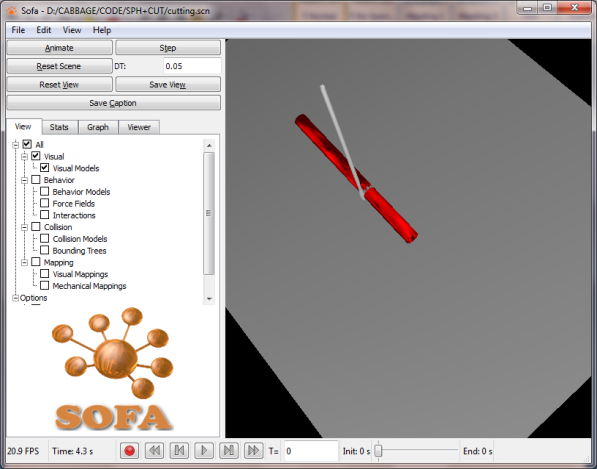 Sofa - D:/CABBAGE/CODE/SPH+CUT/cutting.scn
File Edit View Help
Animate Step
Reset Scene DT: 0.05
Reset View Save View
Save Caption
View Stats Graph Viewer
All
Visual
Visual Models
Behavior
Behavior Models
Force Fields
Interactions
Collision
Collision Models
Bounding Trees
Mapping
Visual Mappings
Mechanical Mappings
Options
SOFA
20.9 FPS Time: 4.3 s T= 0 Init: 0 s End: 0 s